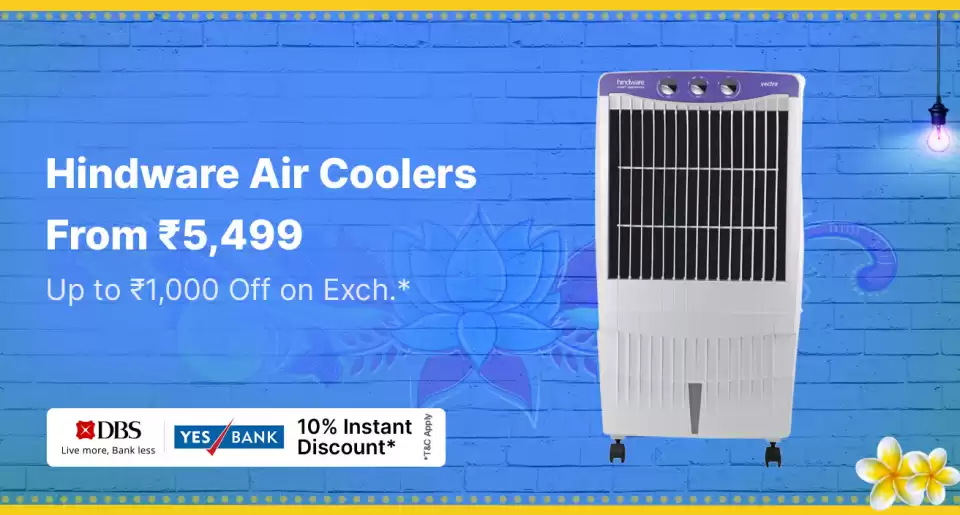 hindware
vectra
Hindware Air Coolers
From ₹5,499
Up to ₹1,000 Off on Exch.*
DBS
Live more, Bank less
YES BANK
10% Instant
Discount*
*T&C Apply